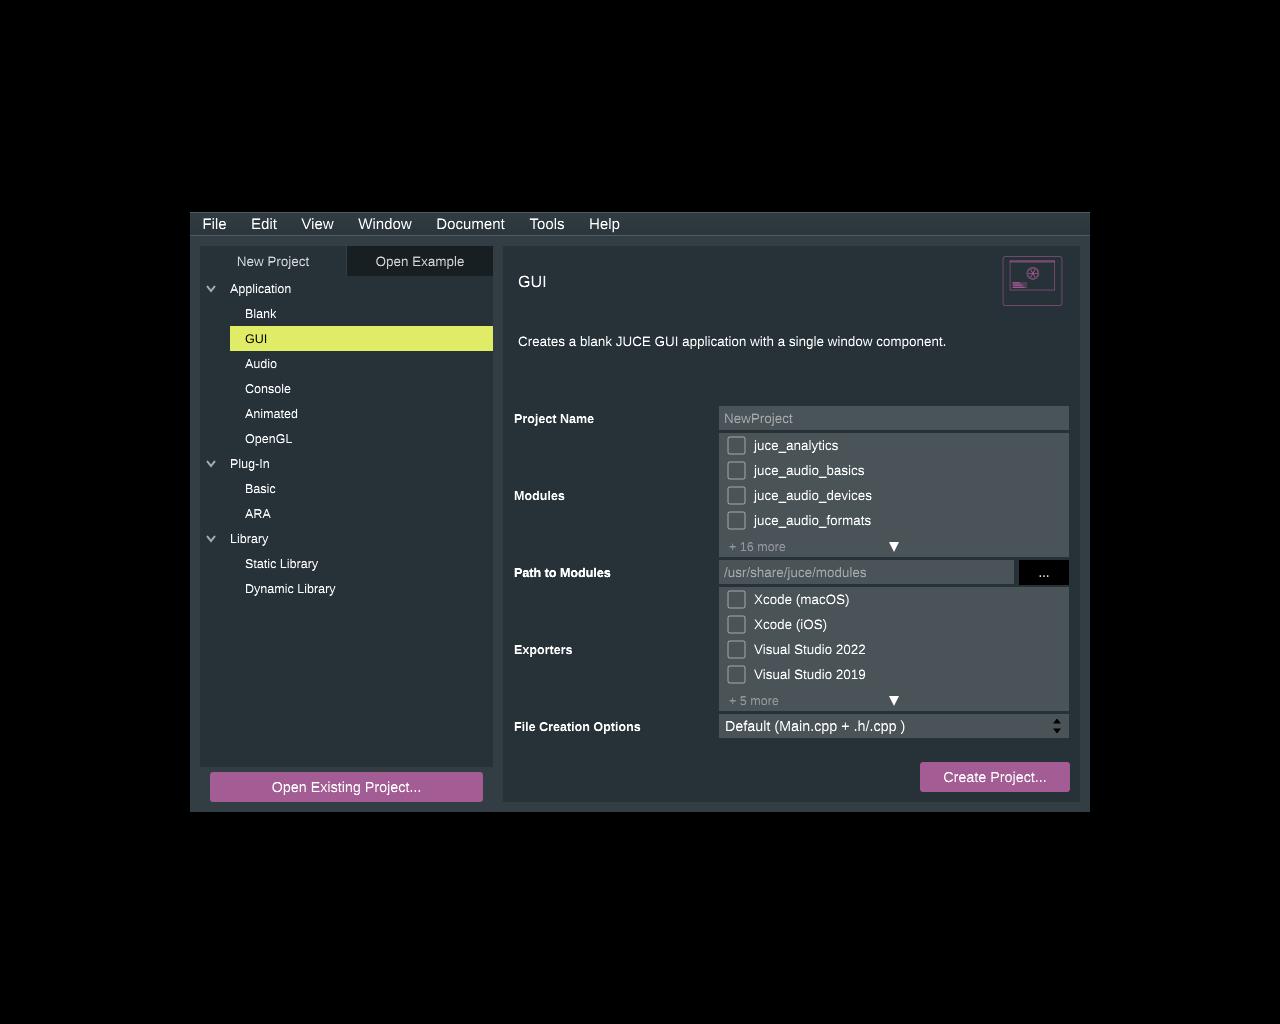 File Edit View Window Document Tools Help
New Project Open Example
Application
Blank
GUI
Audio
Console
Animated
OpenGL
Plug-In
Basic
ARA
Library
Static Library
Dynamic Library
Open Existing Project...
GUI
Creates a blank JUCE GUI application with a single window component.
Project Name NewProject
Modules
juce_analytics
juce_audio_basics
juce_audio_devices
juce_audio_formats
+ 16 more
Path to Modules /usr/share/juce/modules ...
Exporters
Xcode (macOS)
Xcode (iOS)
Visual Studio 2022
Visual Studio 2019
+ 5 more
File Creation Options Default (Main.cpp + .h/.cpp )
Create Project...